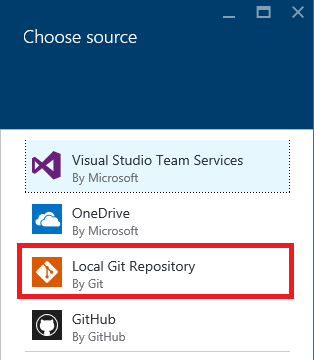 Choose source
Visual Studio Team Services
By Microsoft
OneDrive
By Microsoft
Local Git Repository
By Git
GitHub
By GitHub